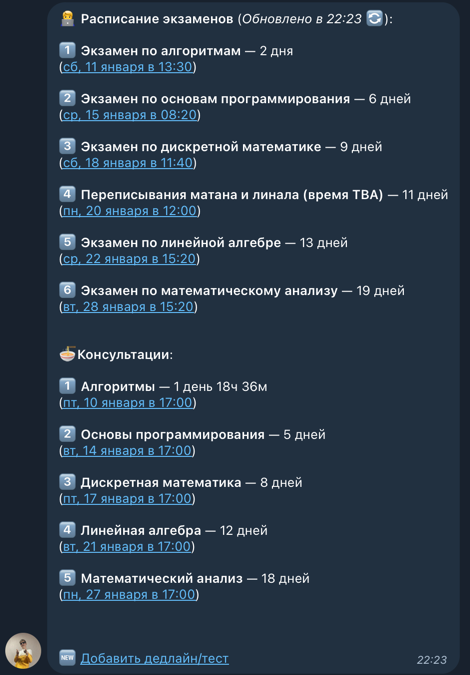 Расписание экзаменов (Обновлено в 22:23 🔄):
1 Экзамен по алгоритмам — 2 дня
(сб, 11 января в 13:30)
2 Экзамен по основам программирования — 6 дней
(ср, 15 января в 08:20)
3 Экзамен по дискретной математике — 9 дней
(сб, 18 января в 11:40)
4 Переписывания матана и линала (время TBA) — 11 дней
(пн, 20 января в 12:00)
5 Экзамен по линейной алгебре — 13 дней
(ср, 22 января в 15:20)
6 Экзамен по математическому анализу — 19 дней
(вт, 28 января в 15:20)
Консультации:
1 Алгоритмы — 1 день 18ч 36м
(пт, 10 января в 17:00)
2 Основы программирования — 5 дней
(вт, 14 января в 17:00)
3 Дискретная математика — 8 дней
(пт, 17 января в 17:00)
4 Линейная алгебра — 12 дней
(вт, 21 января в 17:00)
5 Математический анализ — 18 дней
(пн, 27 января в 17:00)
NEW Добавить дедлайн/тест
22:23